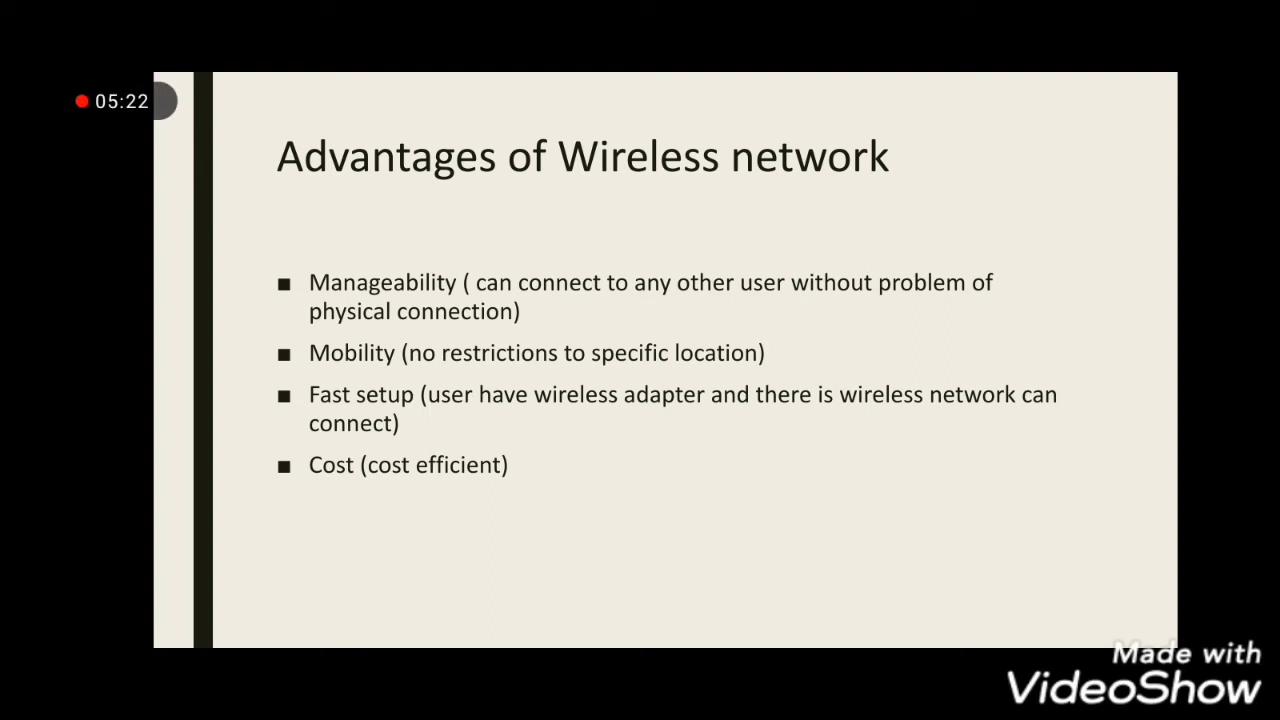 05:22
Advantages of Wireless network
■ Manageability ( can connect to any other user without problem of
physical connection)
■ Mobility (no restrictions to specific location)
■ Fast setup (user have wireless adapter and there is wireless network can
connect)
■ Cost (cost efficient)
Made with
VideoShow